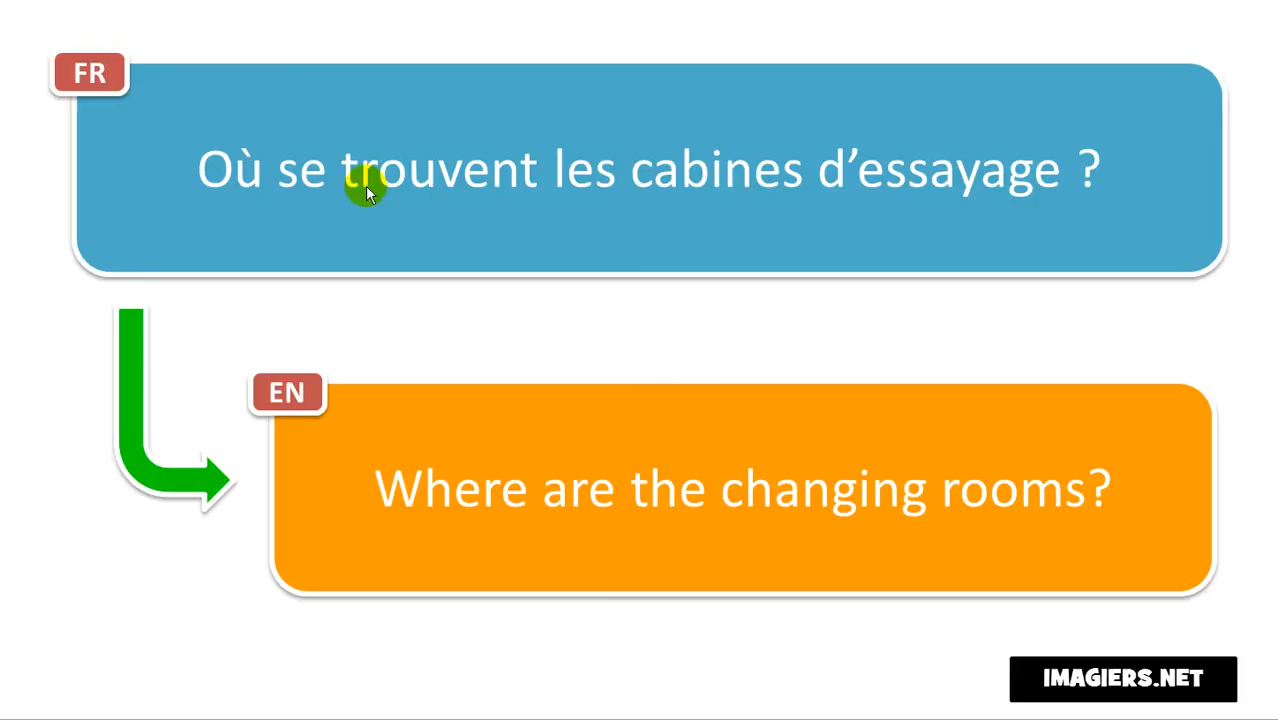 FR
Où se trouvent les cabines d’essayage ?
EN
Where are the changing rooms?
IMAGIERS.NET